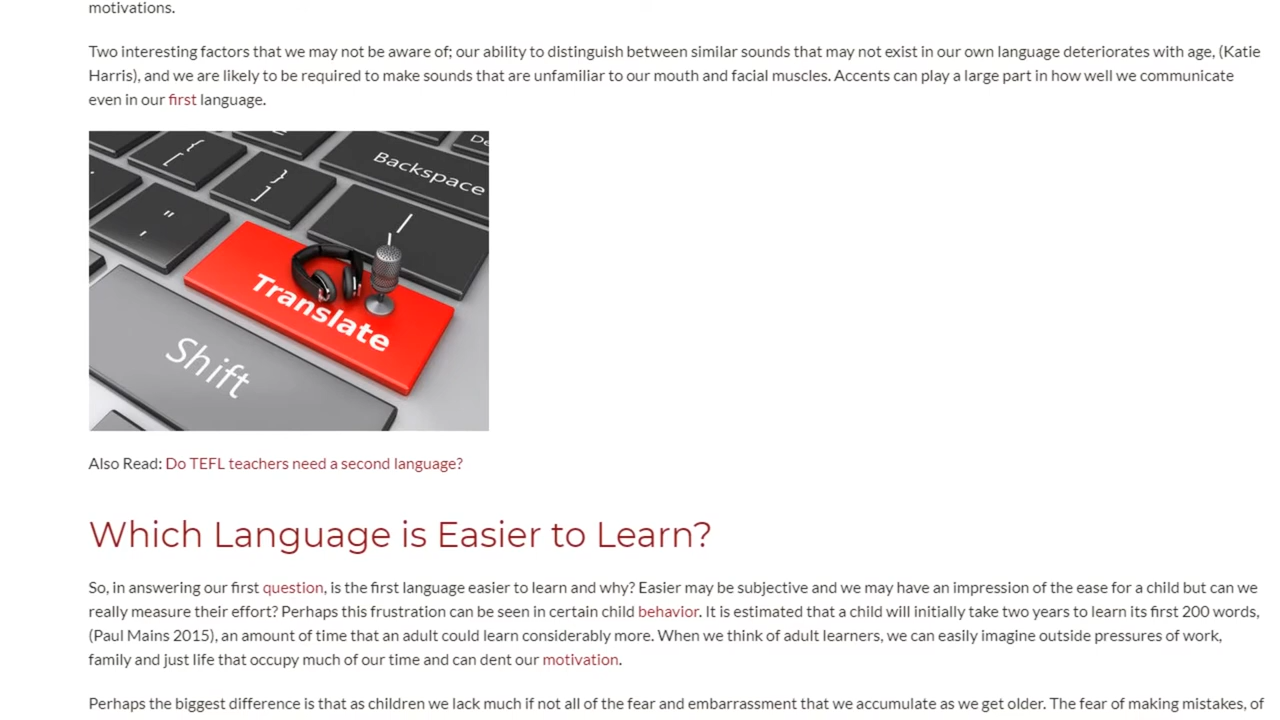 motivations.
Two interesting factors that we may not be aware of; our ability to distinguish between similar sounds that may not exist in our own language deteriorates with age, (Katie
Harris), and we are likely to be required to make sounds that are unfamiliar to our mouth and facial muscles. Accents can play a large part in how well we communicate
even in our first language.
{
[
}
]
Backspace
"
,
Translate
Shift
Also Read: Do TEFL teachers need a second language?
Which Language is Easier to Learn?
So, in answering our first question, is the first language easier to learn and why? Easier may be subjective and we may have an impression of the ease for a child but can we
really measure their effort? Perhaps this frustration can be seen in certain child behavior. It is estimated that a child will initially take two years to learn its first 200 words,
(Paul Mains 2015), an amount of time that an adult could learn considerably more. When we think of adult learners, we can easily imagine outside pressures of work,
family and just life that occupy much of our time and can dent our motivation.
Perhaps the biggest difference is that as children we lack much if not all of the fear and embarrassment that we accumulate as we get older. The fear of making mistakes, of